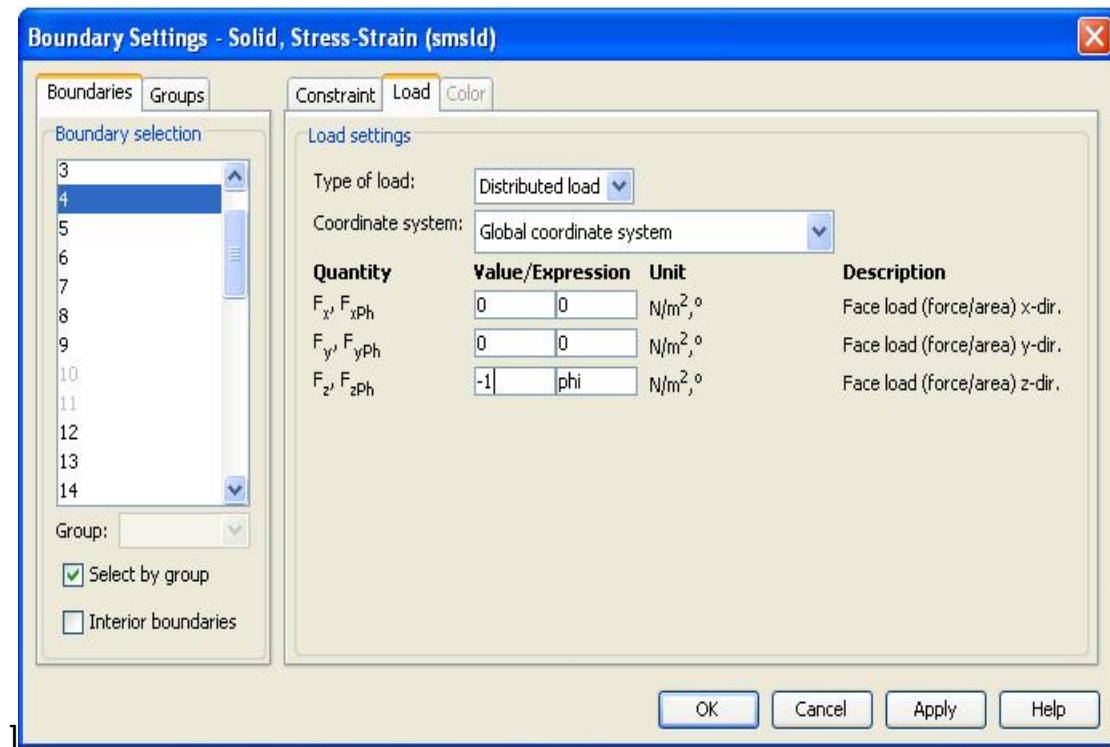 Boundary Settings - Solid, Stress-Strain (smsld)
Boundaries Groups
Boundary selection
3
4
5
6
7
8
9
10
11
12
13
14
Group:
Select by group
Interior boundaries
Constraint Load Color
Load settings
Type of load: Distributed load
Coordinate system: Global coordinate system
Quantity Value/Expression Unit Description
Fx, FxPh 0 0 N/m², º Face load (force/area) x-dir.
Fy, FyPh 0 0 N/m², º Face load (force/area) y-dir.
Fz, FzPh -1 phi N/m², º Face load (force/area) z-dir.
OK Cancel Apply Help
]